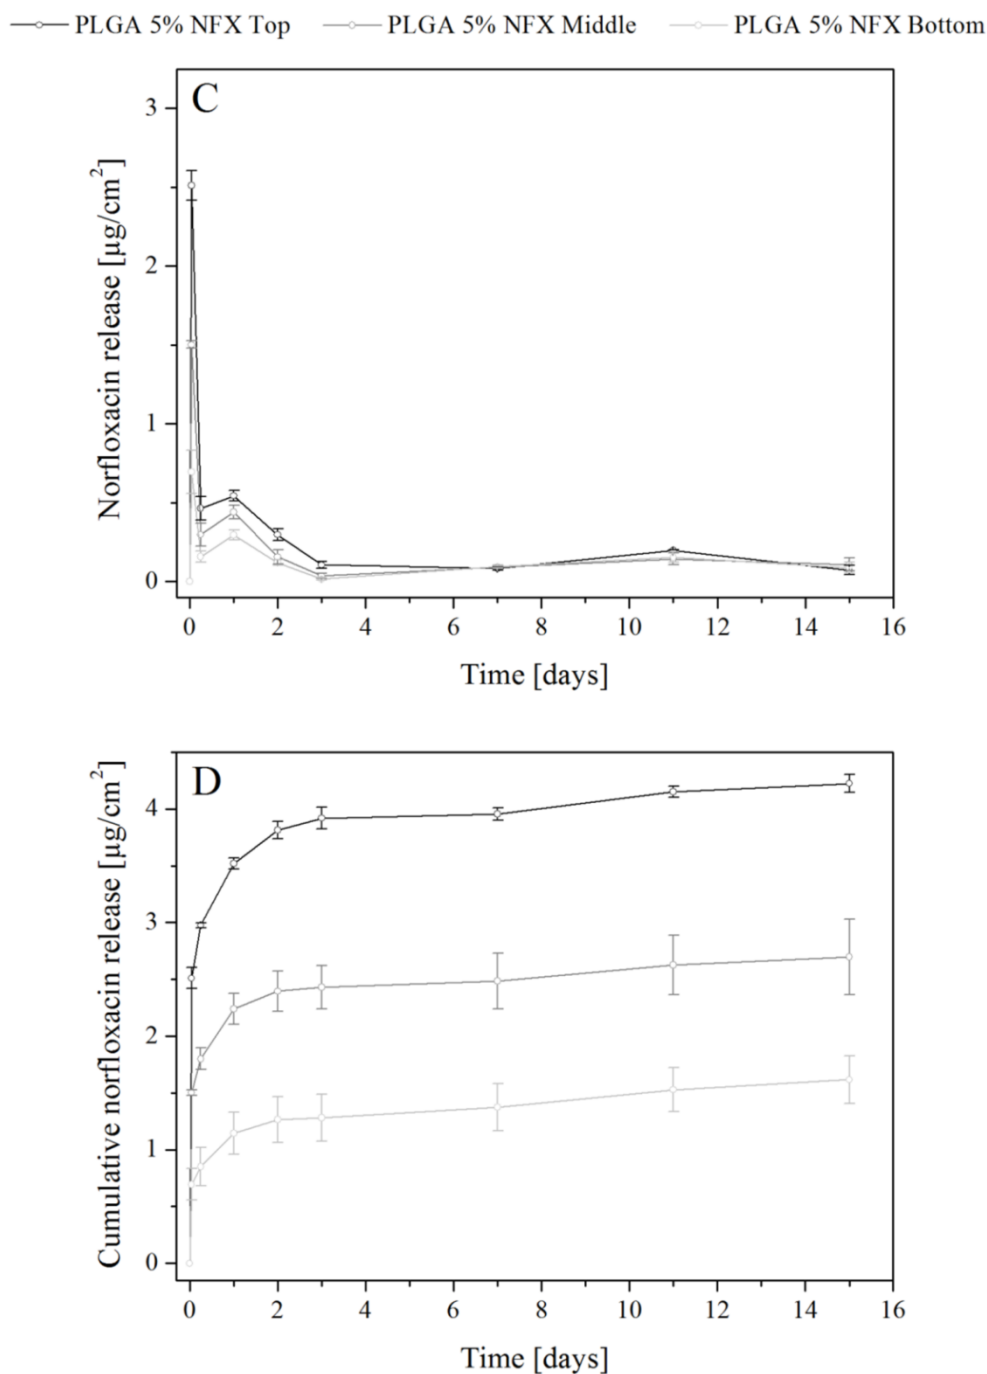 PLGA 5% NFX Top PLGA 5% NFX Middle PLGA 5% NFX Bottom
C
3
2
1
0
Norfloxacin release [µg/cm²]
0 2 4 6 8 10 12 14 16
Time [days]
D
4
3
2
1
0
Cumulative norfloxacin release [µg/cm²]
0 2 4 6 8 10 12 14 16
Time [days]